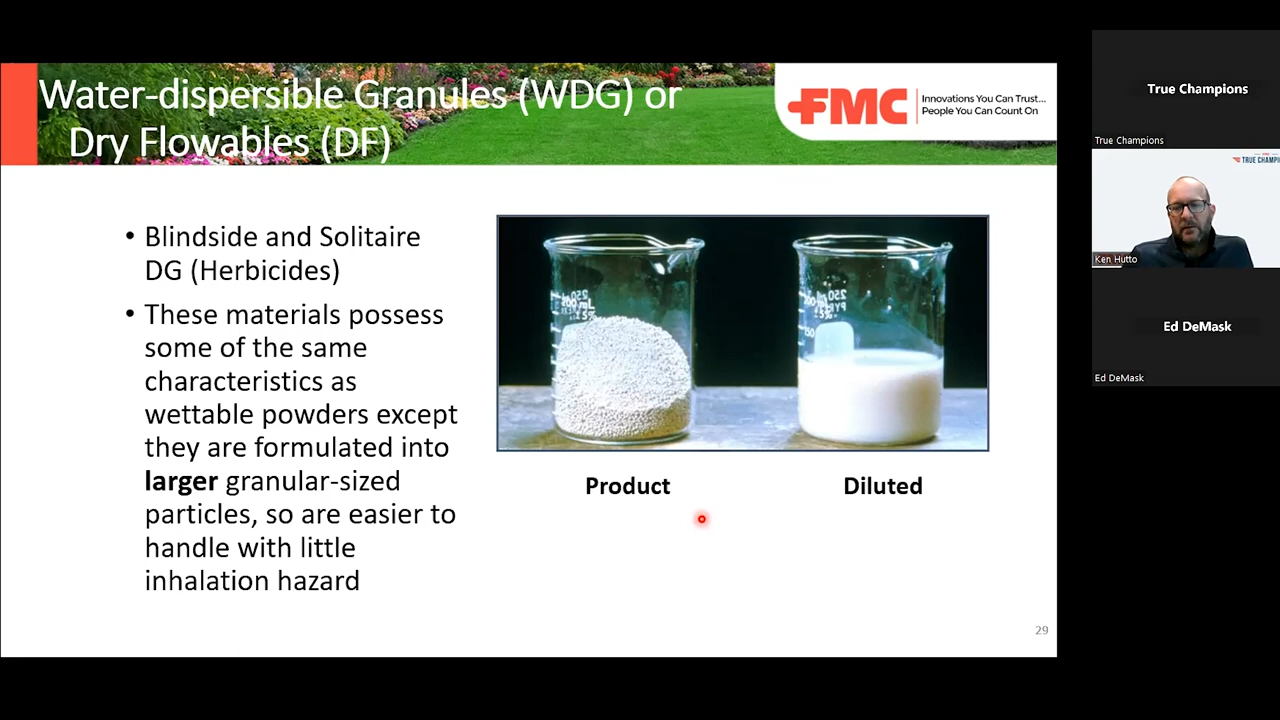 Water-dispersible Granules (WDG) or
Dry Flowables (DF)
FMC
Innovations You Can Trust...
People You Can Count On
• Blindside and Solitaire
DG (Herbicides)
• These materials possess
some of the same
characteristics as
wettable powders except
they are formulated into
larger granular-sized
particles, so are easier to
handle with little
inhalation hazard
250
250
Product
Diluted
29
True Champions
True Champions
TRUE CHAMPI
Ken Hutto
Ed DeMask
Ed DeMask